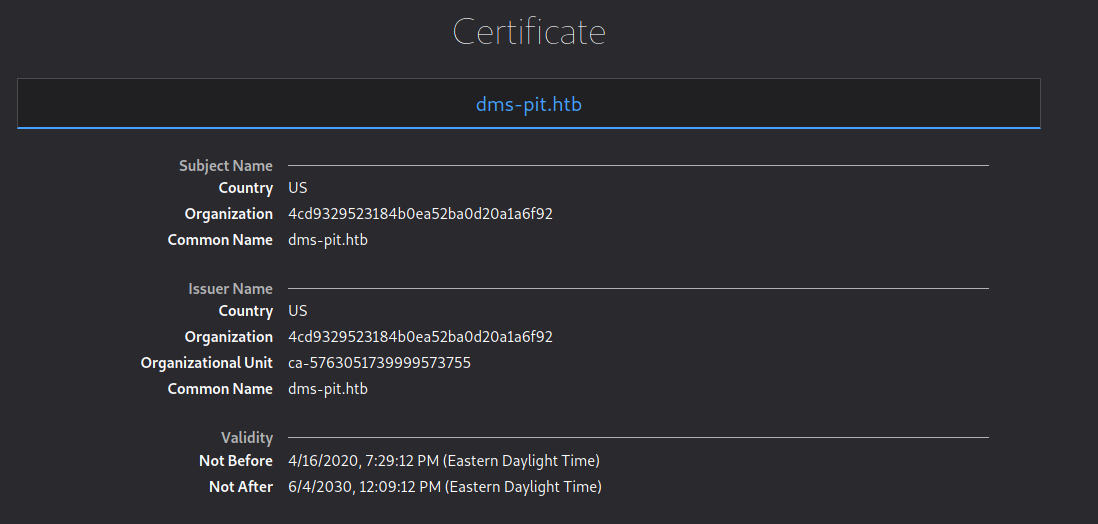 Certificate
dms-pit.htb
Subject Name
Country US
Organization 4cd9329523184b0ea52ba0d20a1a6f92
Common Name dms-pit.htb
Issuer Name
Country US
Organization 4cd9329523184b0ea52ba0d20a1a6f92
Organizational Unit ca-5763051739999573755
Common Name dms-pit.htb
Validity
Not Before 4/16/2020, 7:29:12 PM (Eastern Daylight Time)
Not After 6/4/2030, 12:09:12 PM (Eastern Daylight Time)